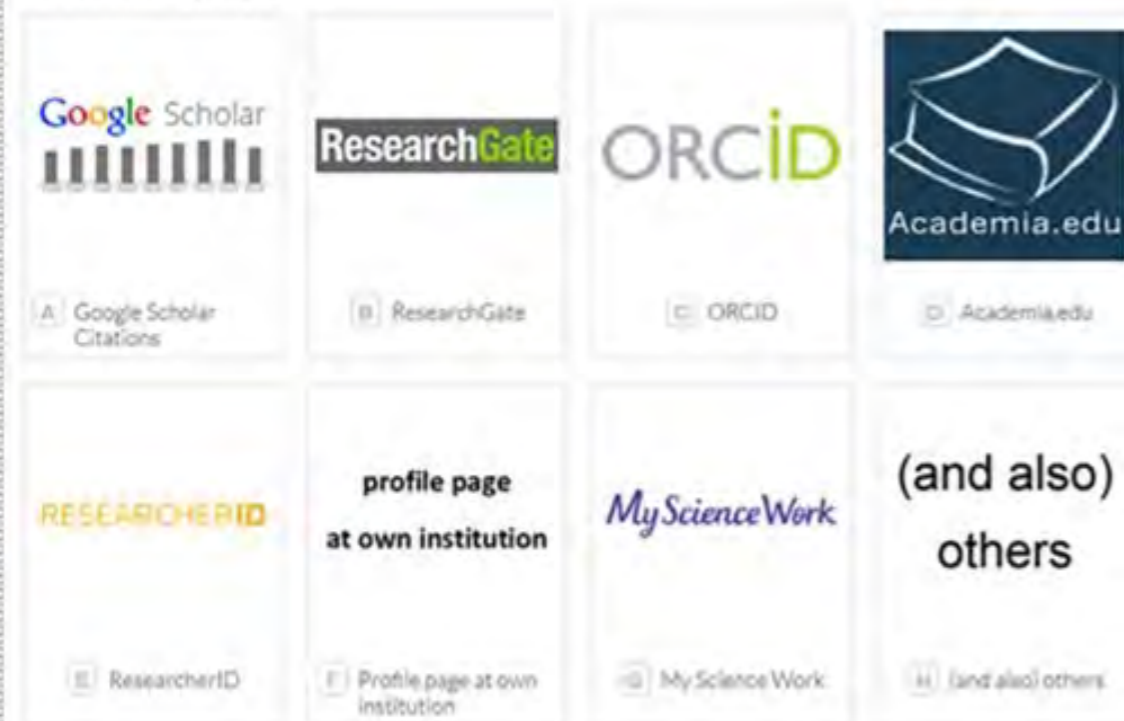 Google Scholar
ResearchGate
ORCID
Academia.edu
A Google Scholar
Citations
B ResearchGate
C ORCID
D Academia.edu
RESEARCHERID
profile page
at own institution
MyScienceWork
(and also)
others
E ResearcherID
F Profile page at own
institution
G My Science Work
H (and also) others